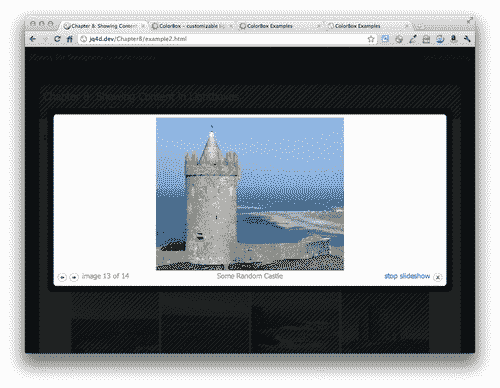 Chapter 8: Showing Content
ColorBox - customizable
ColorBox Examples
ColorBox Examples
jq4d.dev/Chapter8/example2.html
Chapter 8: Showing Content in Lightboxes
image 13 of 14
Some Random Castle
stop slideshow